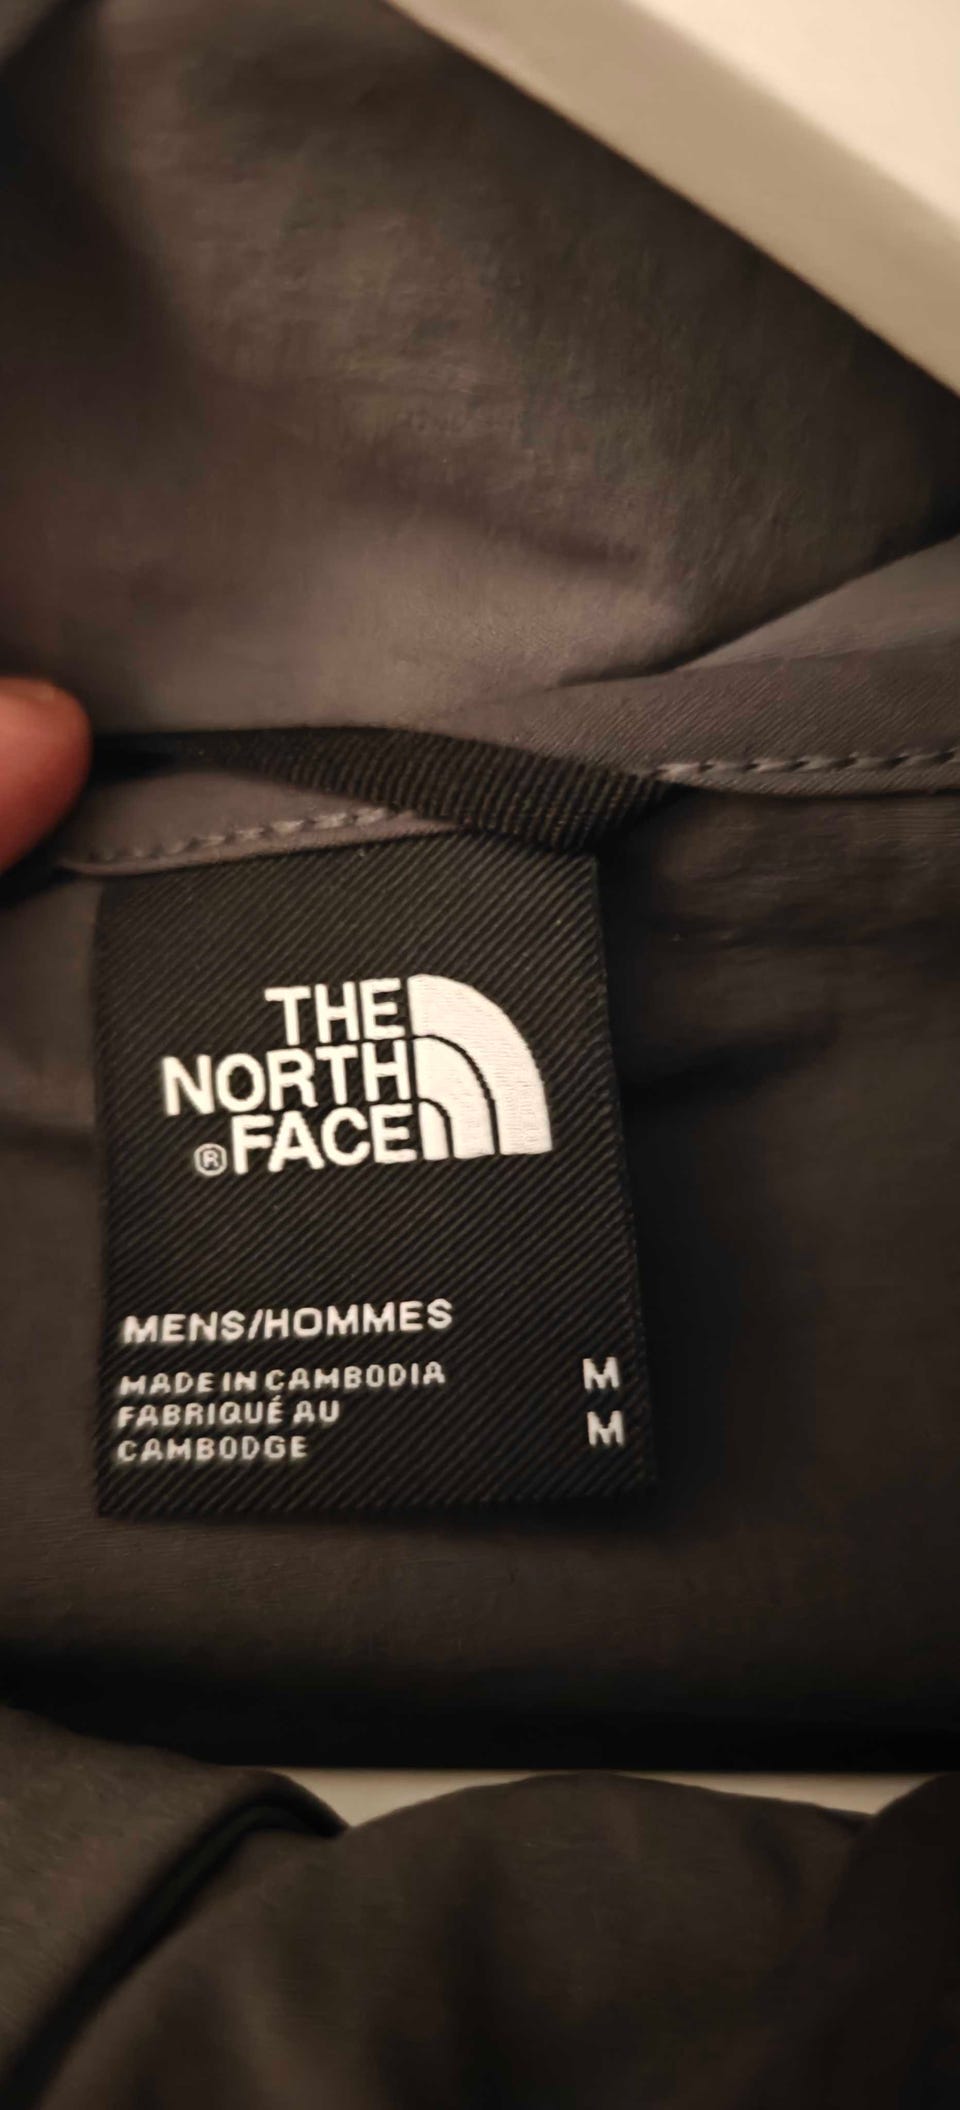 THE
NORTH
®FACE
MENS/HOMMES
MADE IN CAMBODIA M
FABRIQUÉ AU
CAMBODGE M